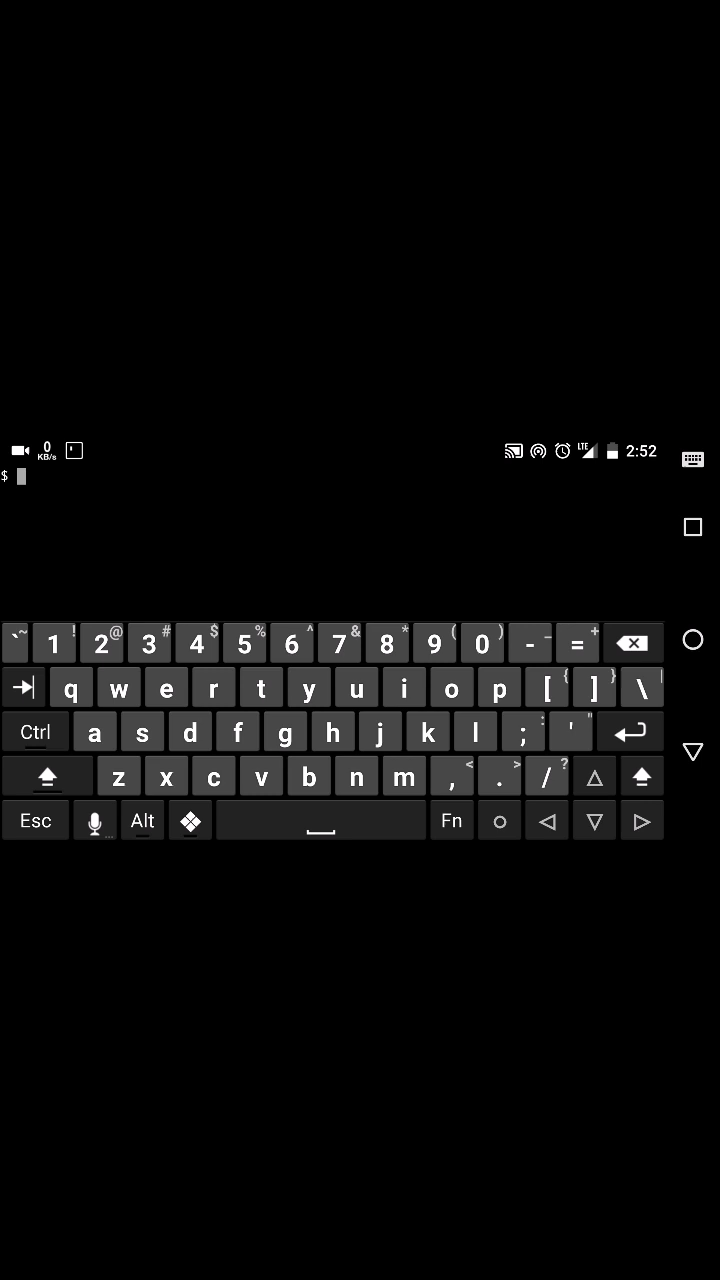 0
KB/s LTE 2:52
$
` ~ 1 ! 2 @ 3 # 4 $ 5 % 6 ^ 7 & 8 * 9 ( 0 ) - _ = +
q w e r t y u i o p [ { ] } \ |
Ctrl a s d f g h j k l ; : ' "
z x c v b n m , < . > / ?
Esc ... Alt Fn